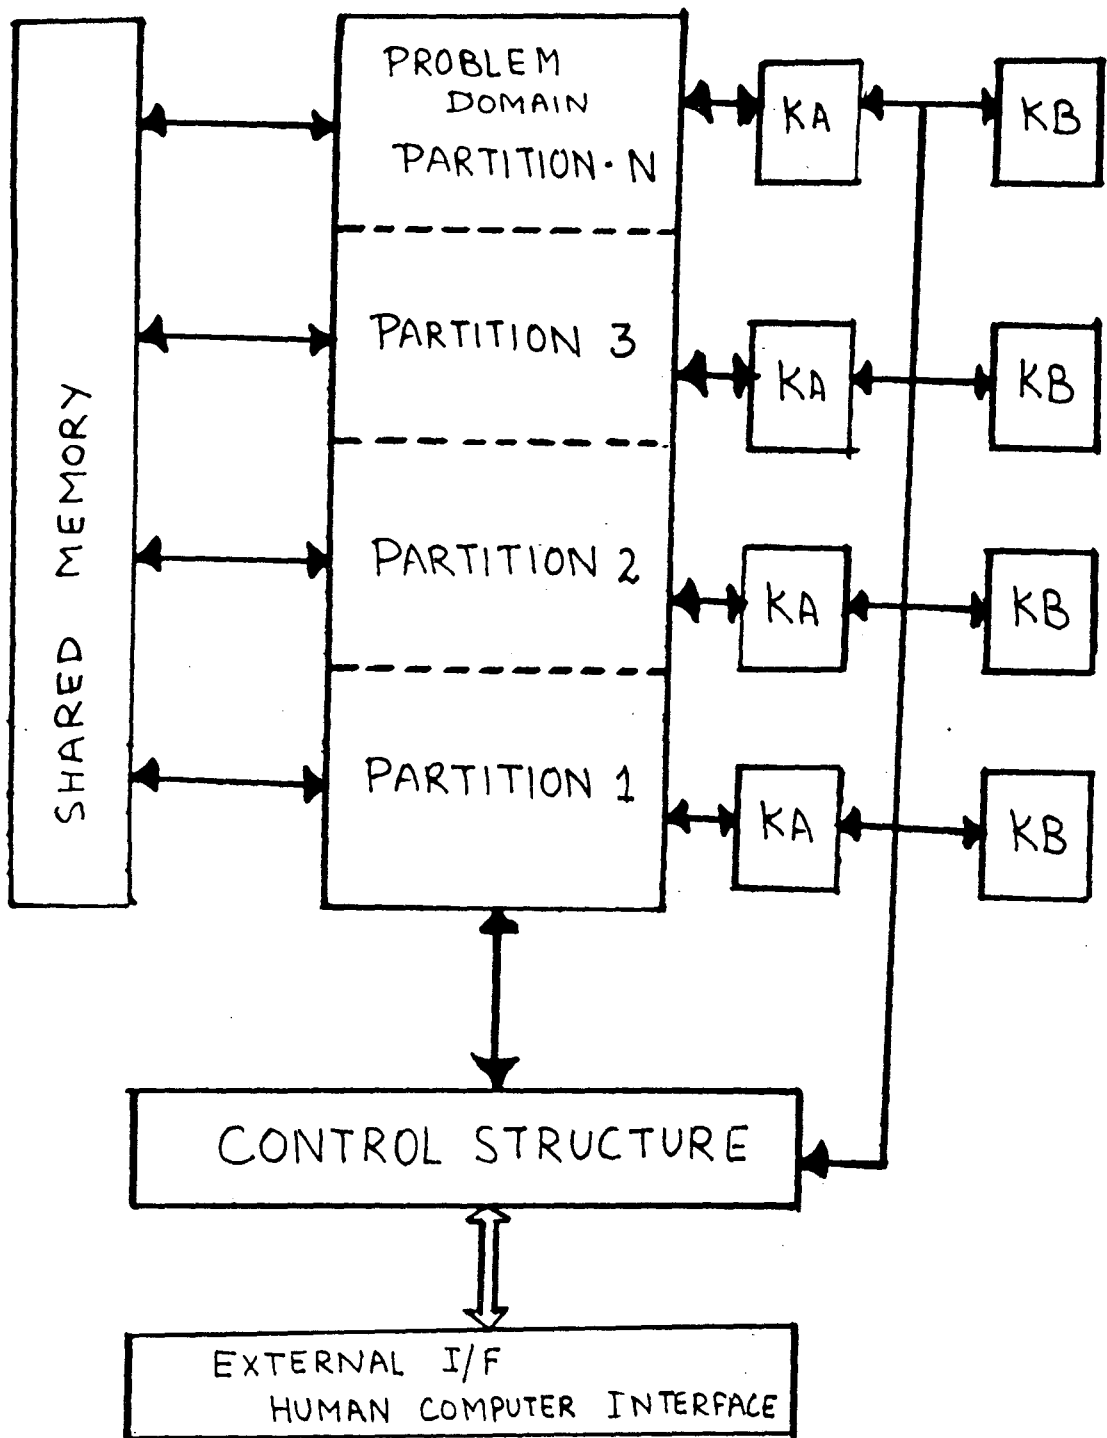 SHARED MEMORY
PROBLEM
DOMAIN
PARTITION · N
PARTITION 3
PARTITION 2
PARTITION 1
KA
KB
KA
KB
KA
KB
KA
KB
CONTROL STRUCTURE
EXTERNAL I/F
HUMAN COMPUTER INTERFACE